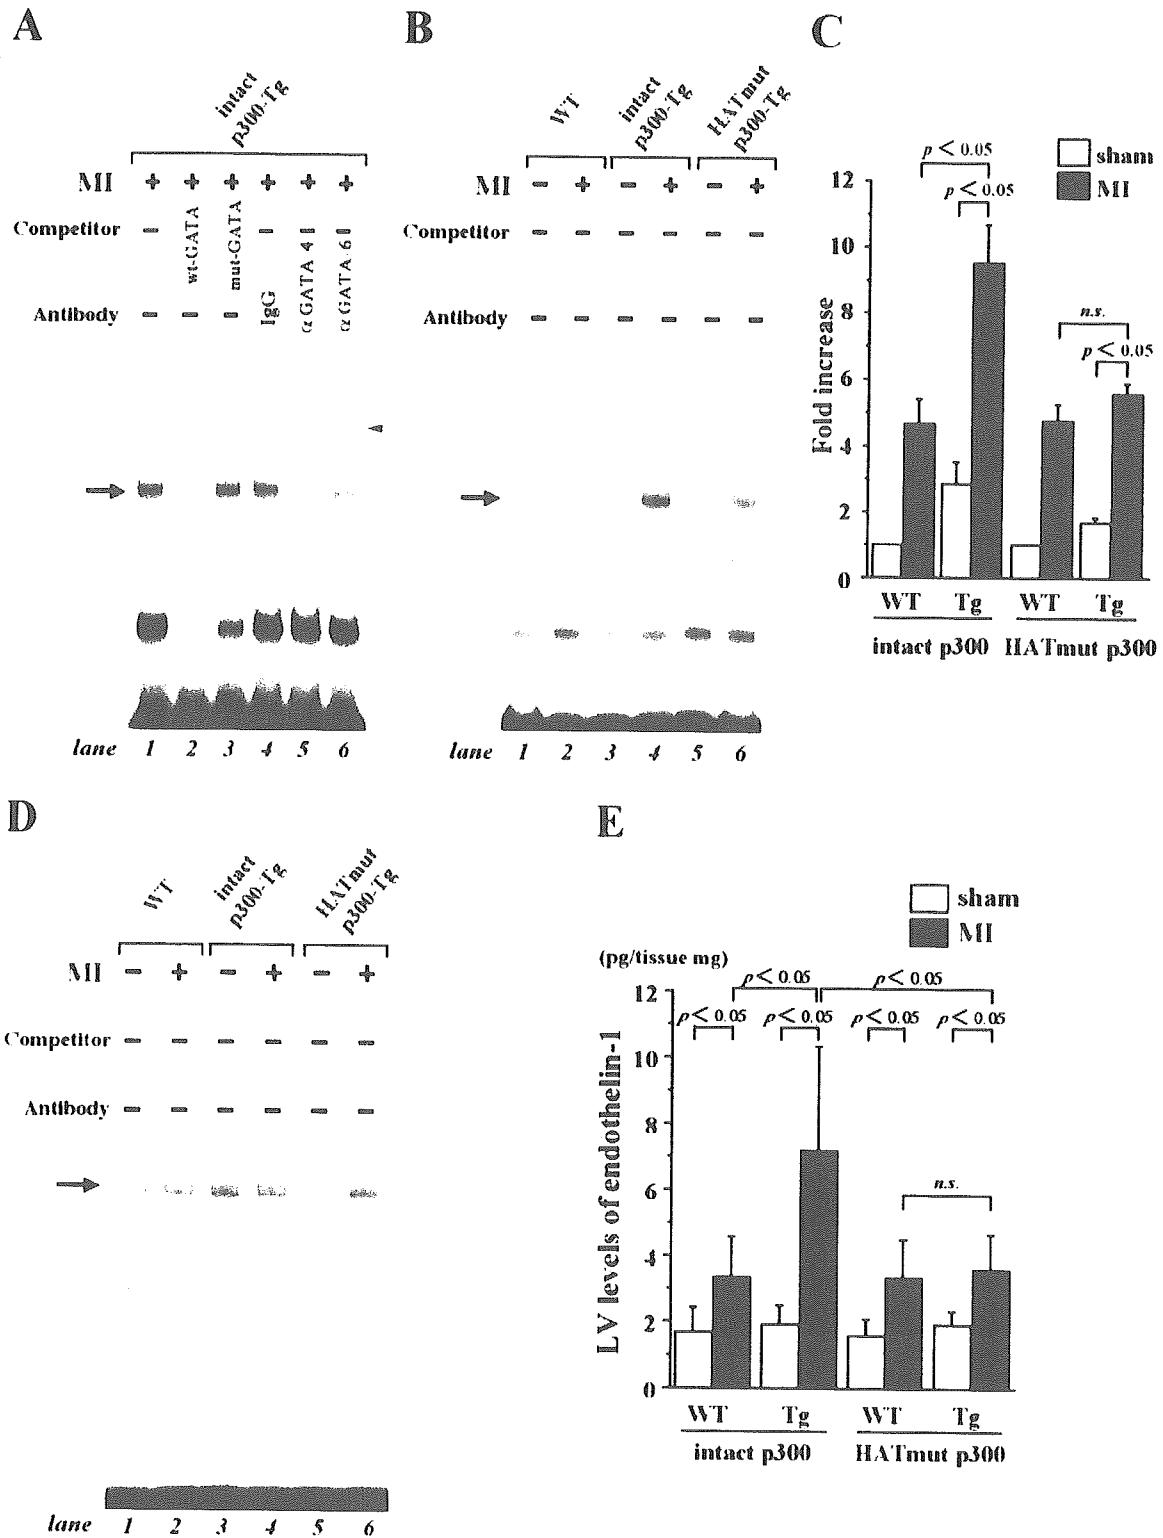 A
intact
p300-Tg
MI + + + + + +
Competitor - wt-GATA mut-GATA - - -
Antibody - - - IgG α GATA 4 α GATA 6
lane 1 2 3 4 5 6
B
WT
intact
p300-Tg
HATmut
p300-Tg
MI - + - + - +
Competitor - - - - - -
Antibody - - - - - -
lane 1 2 3 4 5 6
C
sham
MI
Fold increase
12
10
8
6
4
2
0
p < 0.05
p < 0.05
n.s.
p < 0.05
WT Tg WT Tg
intact p300 HATmut p300
D
WT
intact
p300-Tg
HATmut
p300-Tg
MI - + - + - +
Competitor - - - - - -
Antibody - - - - - -
lane 1 2 3 4 5 6
E
sham
MI
(pg/tissue mg)
LV levels of endothelin-1
12
10
8
6
4
2
0
p < 0.05 p < 0.05
p < 0.05 p < 0.05 p < 0.05 p < 0.05
n.s.
WT Tg WT Tg
intact p300 HATmut p300